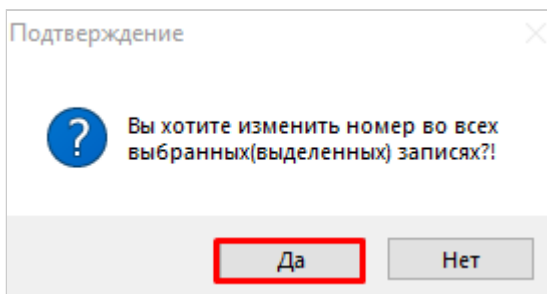 Подтверждение
Вы хотите изменить номер во всех
выбранных(выделенных) записях?!
Да
Нет